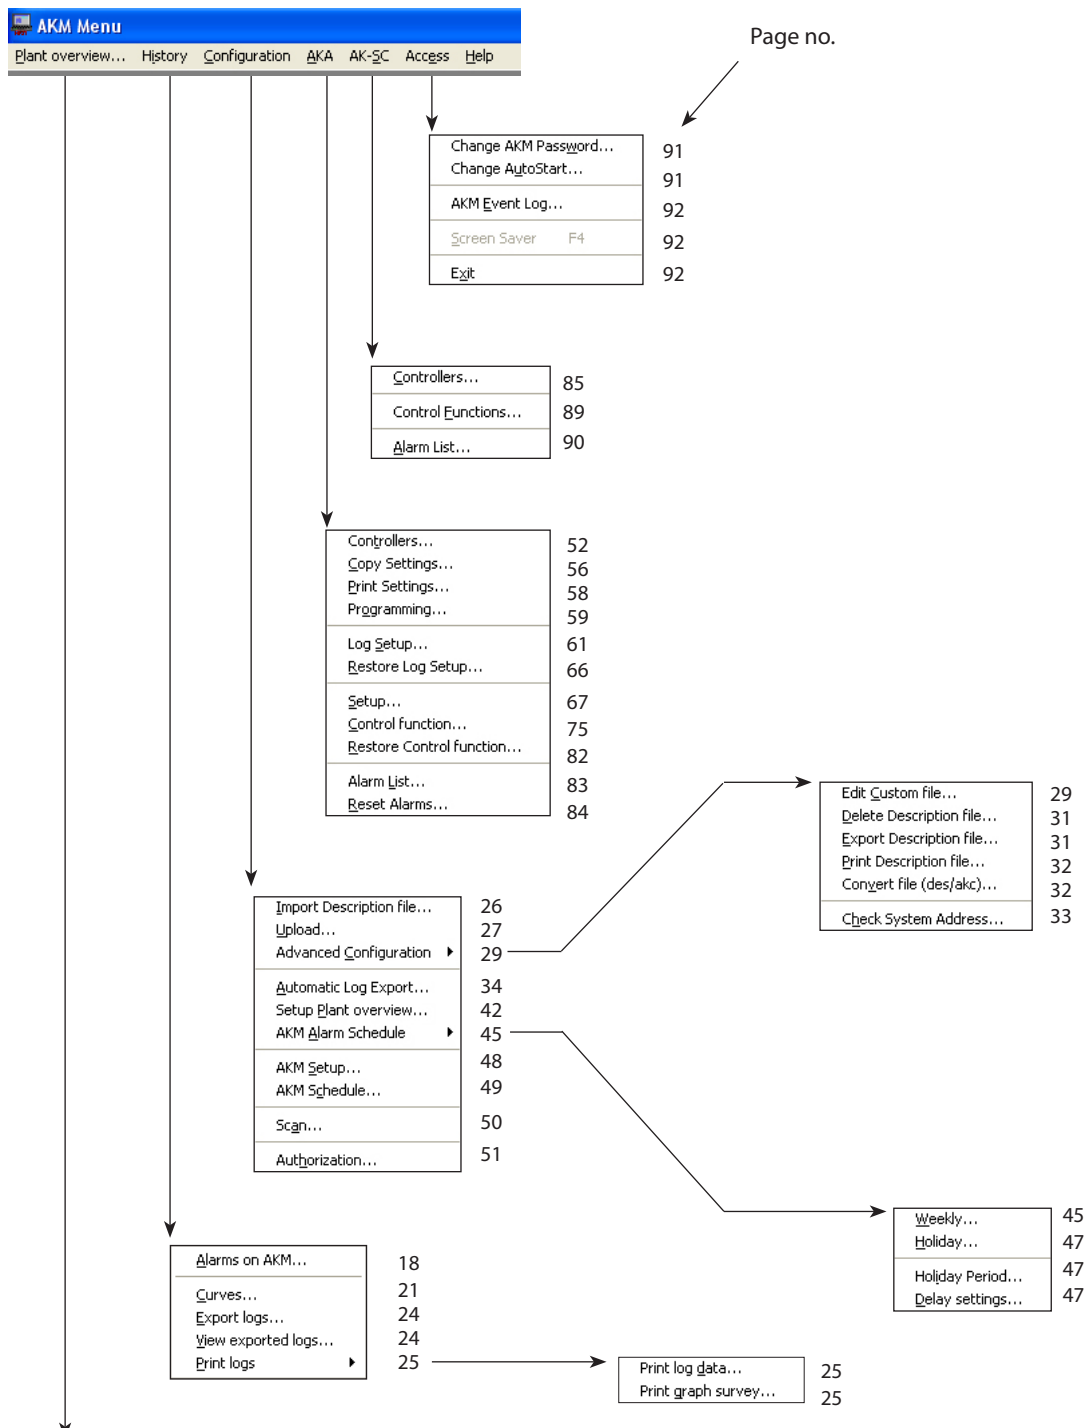 AKM Menu
Plant overview... History Configuration AKA AK-SC Access Help
Page no.
Change AKM Password... 91
Change AutoStart... 91
AKM Event Log... 92
Screen Saver F4 92
Exit 92
Controllers... 85
Control Functions... 89
Alarm List... 90
Controllers... 52
Copy Settings... 56
Print Settings... 58
Programming... 59
Log Setup... 61
Restore Log Setup... 66
Setup... 67
Control function... 75
Restore Control function... 82
Alarm List... 83
Reset Alarms... 84
Edit Custom file... 29
Delete Description file... 31
Export Description file... 31
Print Description file... 32
Convert file (des/akc)... 32
Check System Address... 33
Import Description file... 26
Upload... 27
Advanced Configuration 29
Automatic Log Export... 34
Setup Plant overview... 42
AKM Alarm Schedule 45
AKM Setup... 48
AKM Schedule... 49
Scan... 50
Authorization... 51
Weekly... 45
Holiday... 47
Holiday Period... 47
Delay settings... 47
Alarms on AKM... 18
Curves... 21
Export logs... 24
View exported logs... 24
Print logs 25
Print log data... 25
Print graph survey... 25